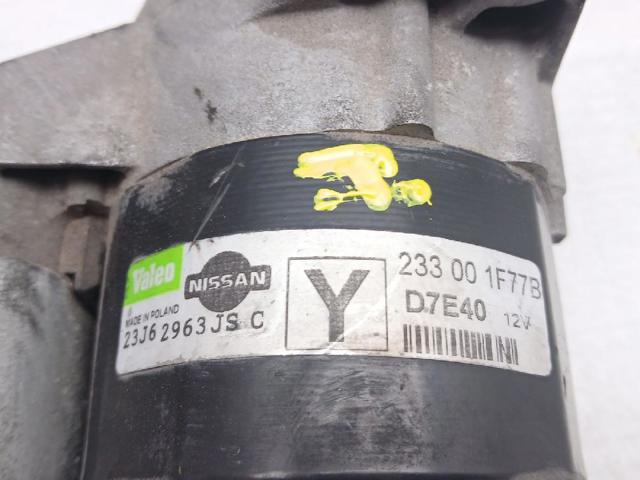 Valeo NISSAN Y 233 00 1F77B
MADE IN POLAND D7E40 12V
23J6 2963JS C